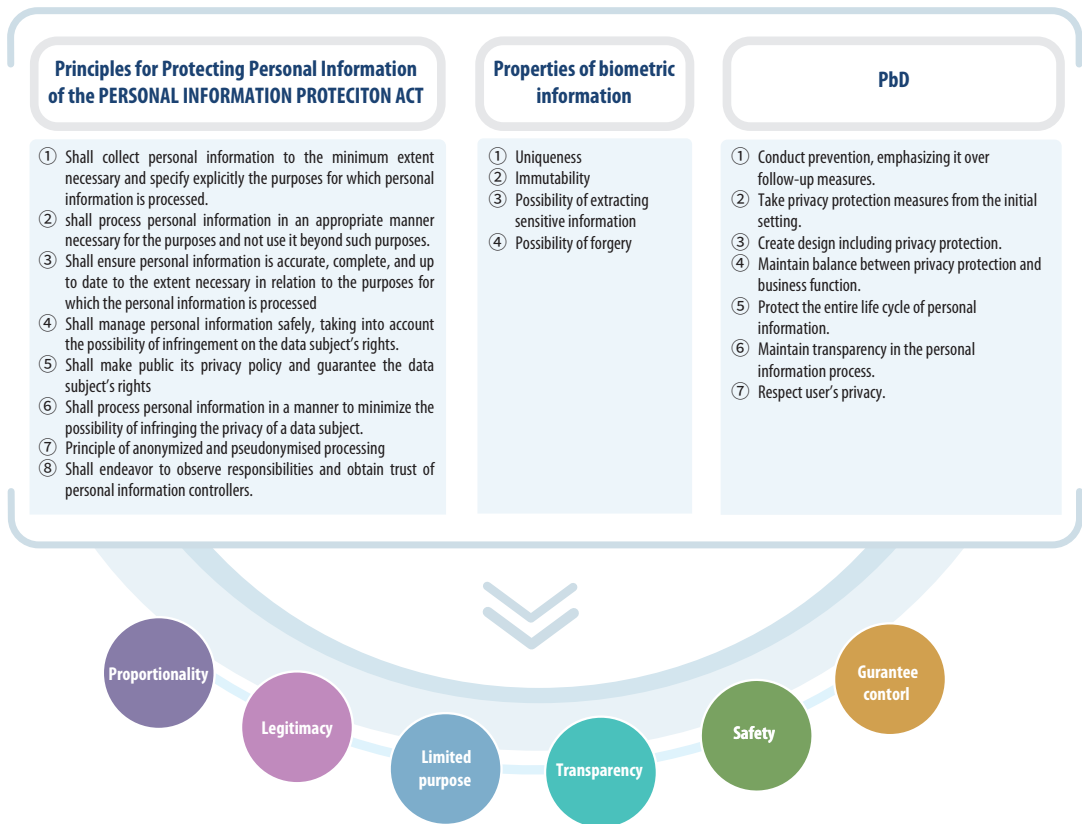 Principles for Protecting Personal Information
of the PERSONAL INFORMATION PROTECITON ACT
① Shall collect personal information to the minimum extent
necessary and specify explicitly the purposes for which personal
information is processed.
② shall process personal information in an appropriate manner
necessary for the purposes and not use it beyond such purposes.
③ Shall ensure personal information is accurate, complete, and up
to date to the extent necessary in relation to the purposes for
which the personal information is processed
④ Shall manage personal information safely, taking into account
the possibility of infringement on the data subject's rights.
⑤ Shall make public its privacy policy and guarantee the data
subject's rights
⑥ Shall process personal information in a manner to minimize the
possibility of infringing the privacy of a data subject.
⑦ Principle of anonymized and pseudonymised processing
⑧ Shall endeavor to observe responsibilities and obtain trust of
personal information controllers.
Properties of biometric
information
① Uniqueness
② Immutability
③ Possibility of extracting
sensitive information
④ Possibility of forgery
PbD
① Conduct prevention, emphasizing it over
follow-up measures.
② Take privacy protection measures from the initial
setting.
③ Create design including privacy protection.
④ Maintain balance between privacy protection and
business function.
⑤ Protect the entire life cycle of personal
information.
⑥ Maintain transparency in the personal
information process.
⑦ Respect user's privacy.
Proportionality
Legitimacy
Limited
purpose
Transparency
Safety
Gurantee
contorl